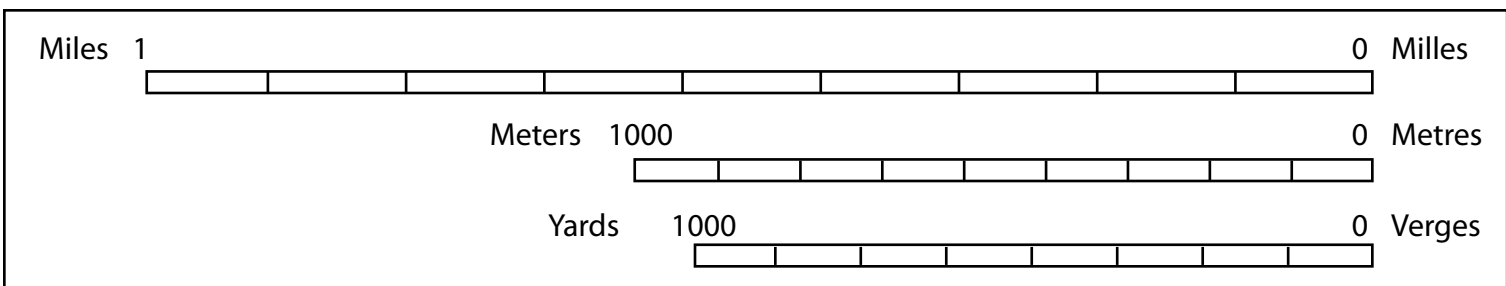 Miles 1 0 Milles
Meters 1000 0 Metres
Yards 1000 0 Verges